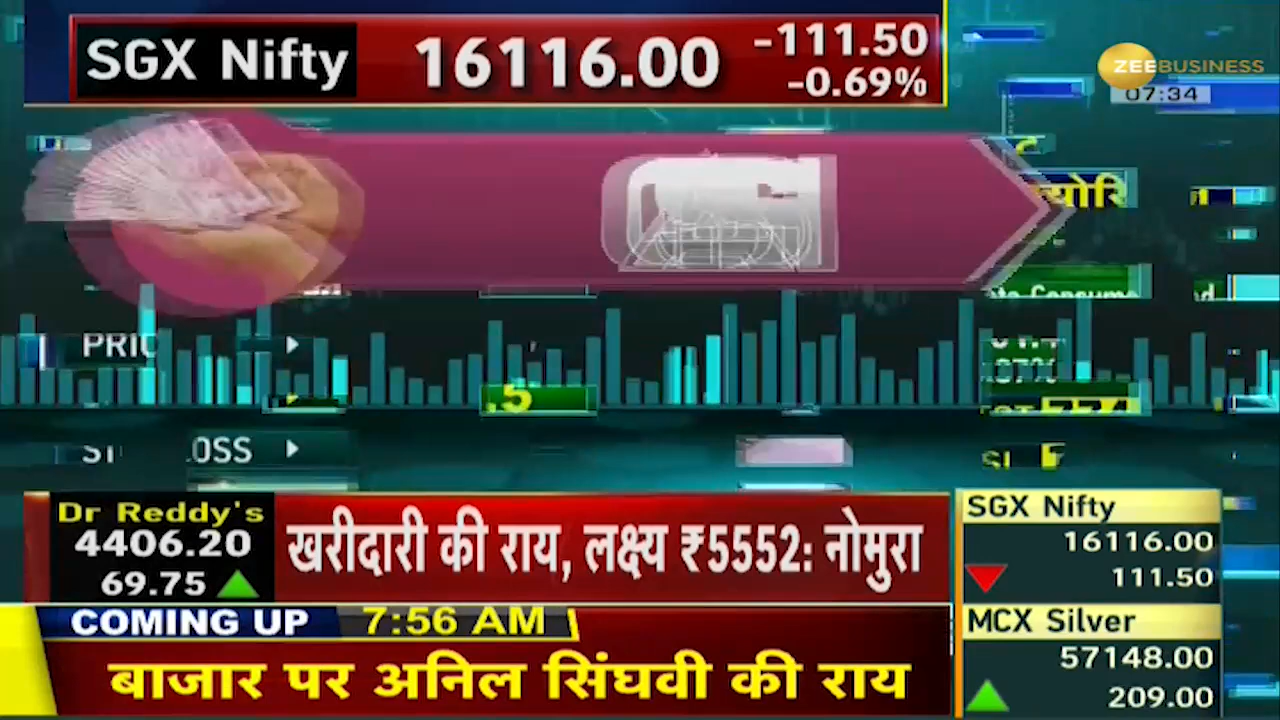 SGX Nifty 16116.00 -111.50
-0.69%
ZEEBUSINESS
07:34
.5
Dr Reddy's
4406.20
69.75
खरीदारी की राय, लक्ष्य ₹5552: नोमुरा
COMING UP 7:56 AM
बाजार पर अनिल सिंघवी की राय
SGX Nifty
16116.00
111.50
MCX Silver
57148.00
209.00